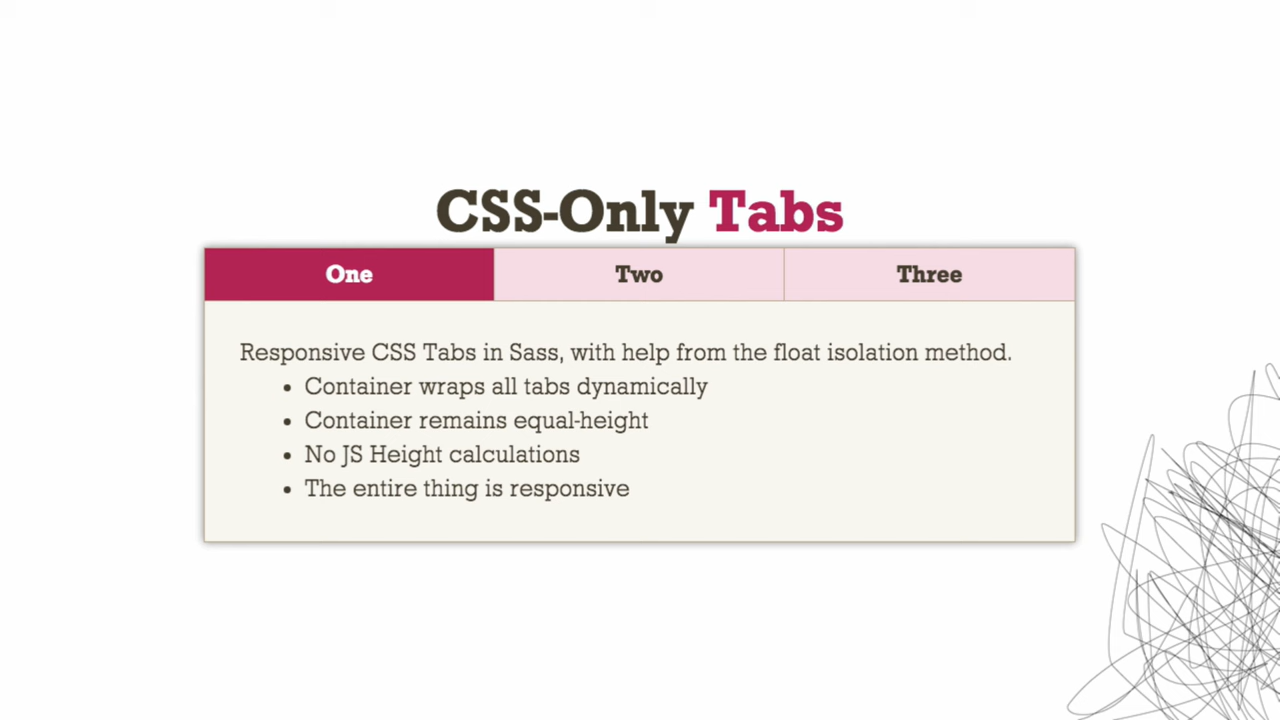 CSS-Only Tabs
One Two Three
Responsive CSS Tabs in Sass, with help from the float isolation method.
• Container wraps all tabs dynamically
• Container remains equal-height
• No JS Height calculations
• The entire thing is responsive